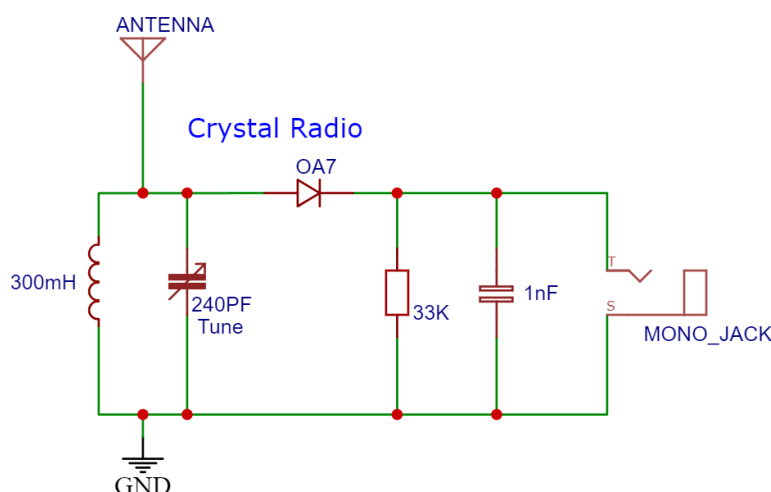 ANTENNA
Crystal Radio
OA7
300mH
240PF
Tune
33K
1nF
T
S
MONO_JACK
GND